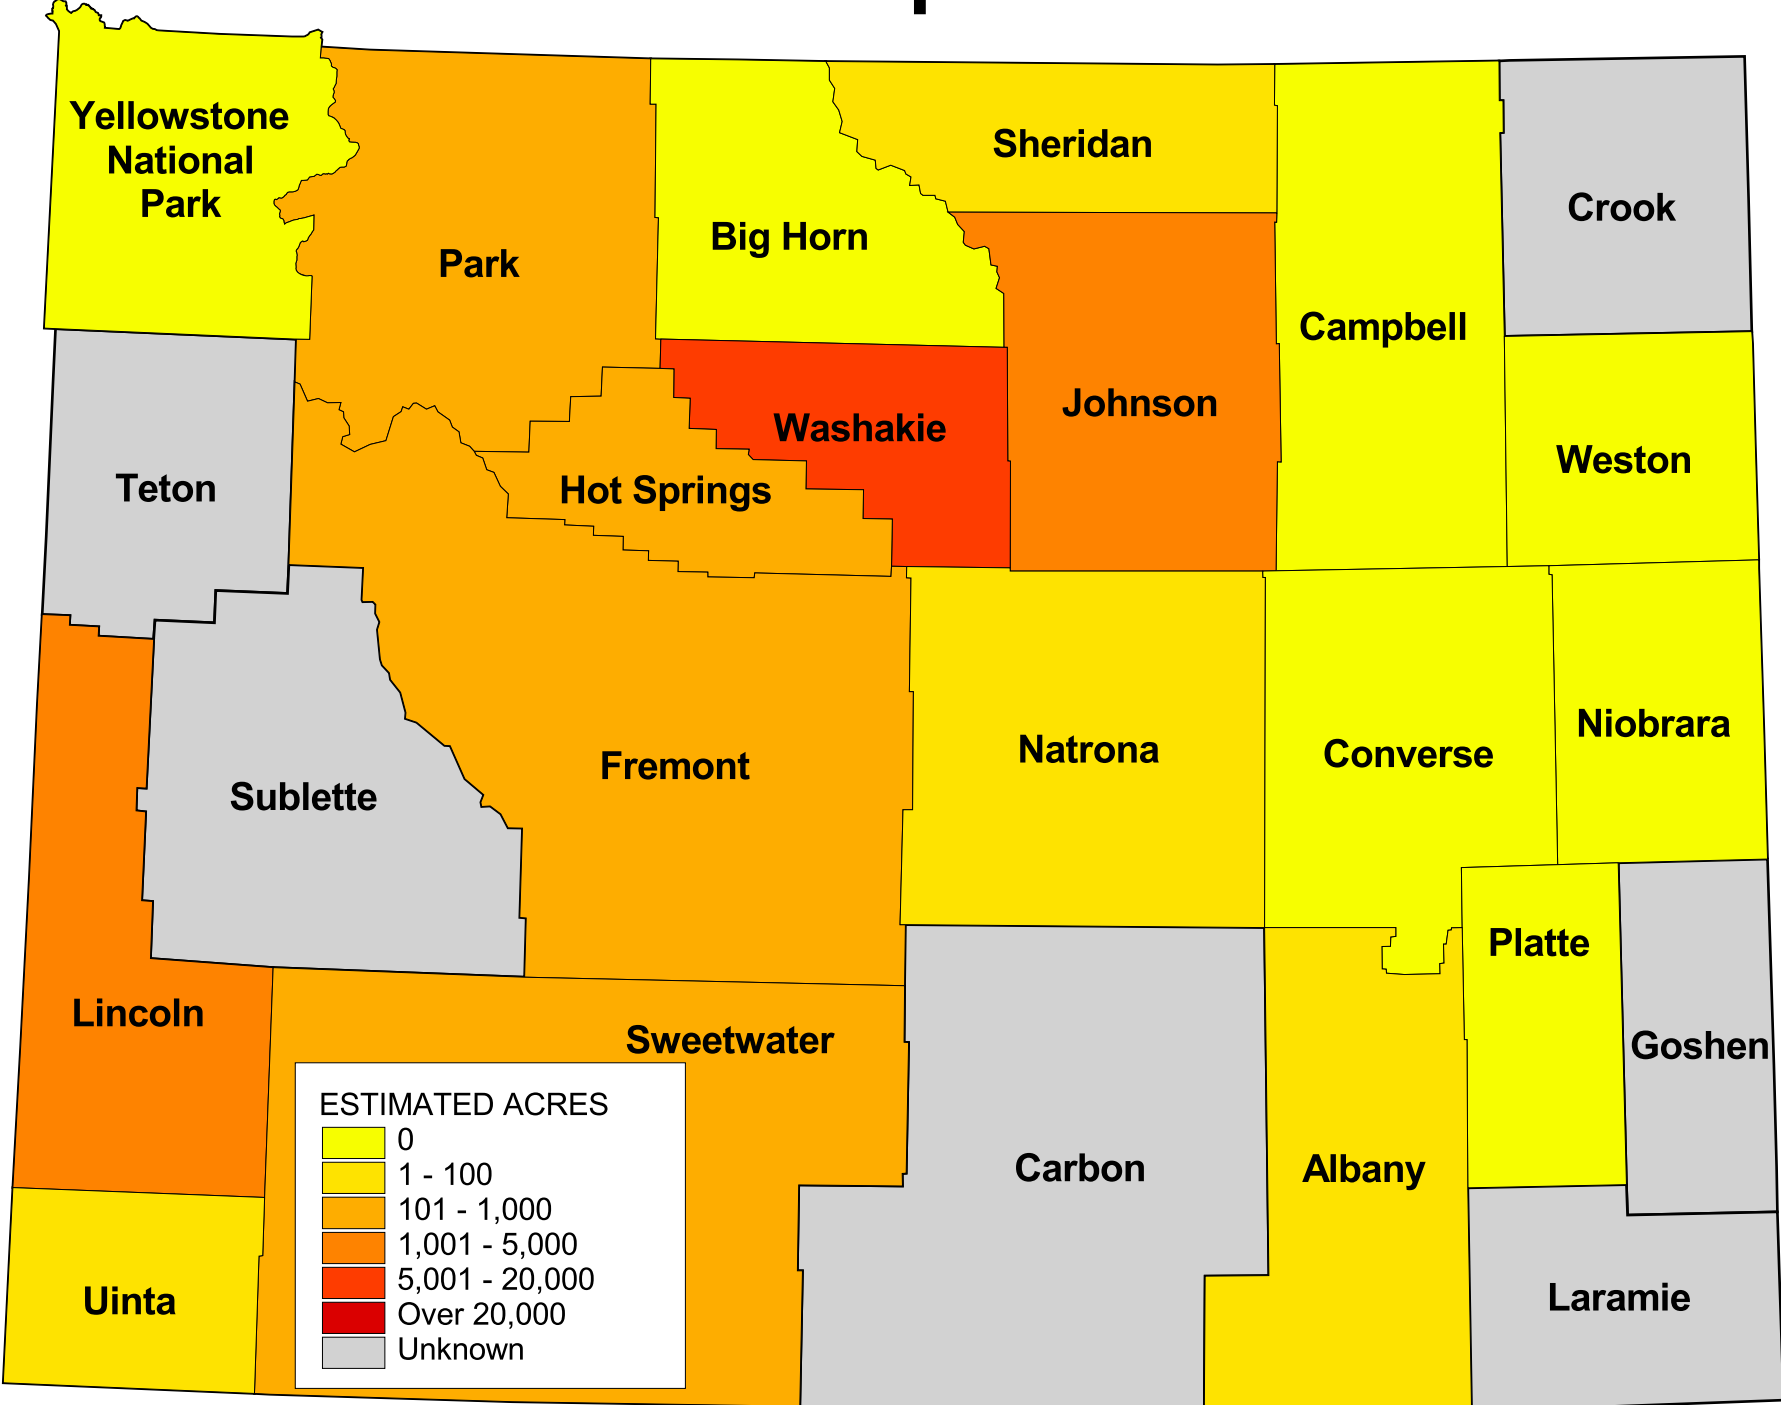 Yellowstone
National
Park
Park
Big Horn
Sheridan
Crook
Campbell
Johnson
Washakie
Weston
Hot Springs
Teton
Fremont
Natrona
Converse
Niobrara
Sublette
Platte
Lincoln
Sweetwater
Goshen
Carbon
Albany
Uinta
Laramie
ESTIMATED ACRES
0
1 - 100
101 - 1,000
1,001 - 5,000
5,001 - 20,000
Over 20,000
Unknown